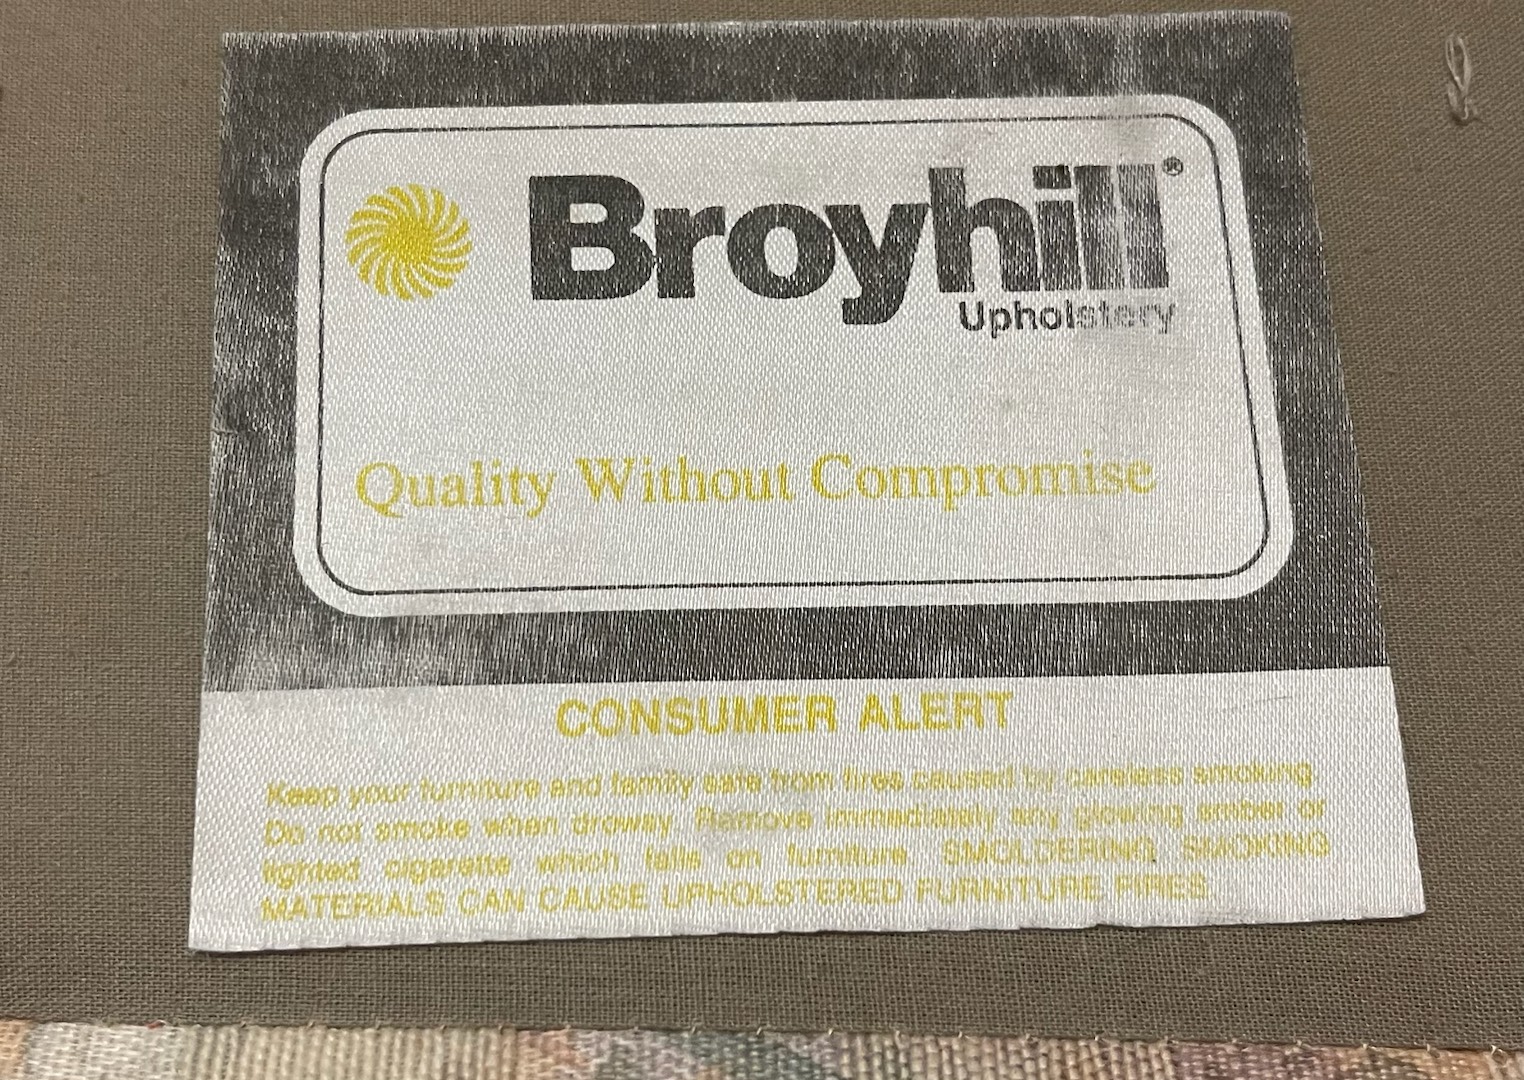 Broyhill®
Upholstery
Quality Without Compromise
CONSUMER ALERT
Keep your furniture and family safe from fires caused by careless smoking.
Do not smoke when drowsy. Remove immediately any glowing ember or
lighted cigarette which falls on furniture. SMOLDERING SMOKING
MATERIALS CAN CAUSE UPHOLSTERED FURNITURE FIRES.